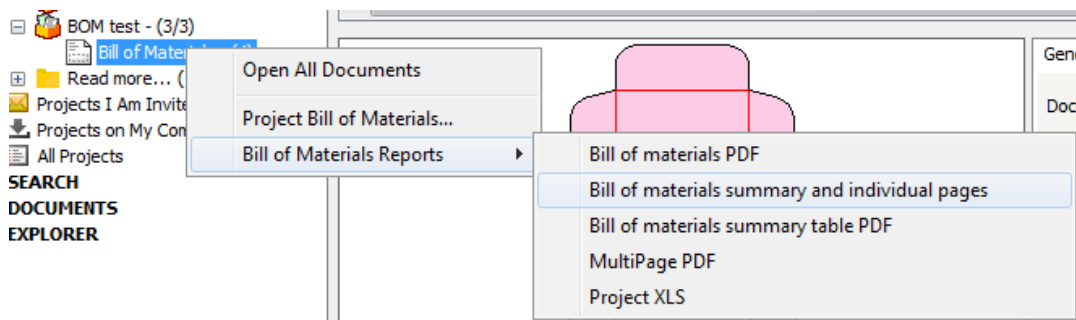 BOM test - (3/3)
Bill of Mate
Read more... (
Projects I Am Invite
Projects on My Com
All Projects
SEARCH
DOCUMENTS
EXPLORER
Open All Documents
Project Bill of Materials...
Bill of Materials Reports
Bill of materials PDF
Bill of materials summary and individual pages
Bill of materials summary table PDF
MultiPage PDF
Project XLS
Gen
Doc